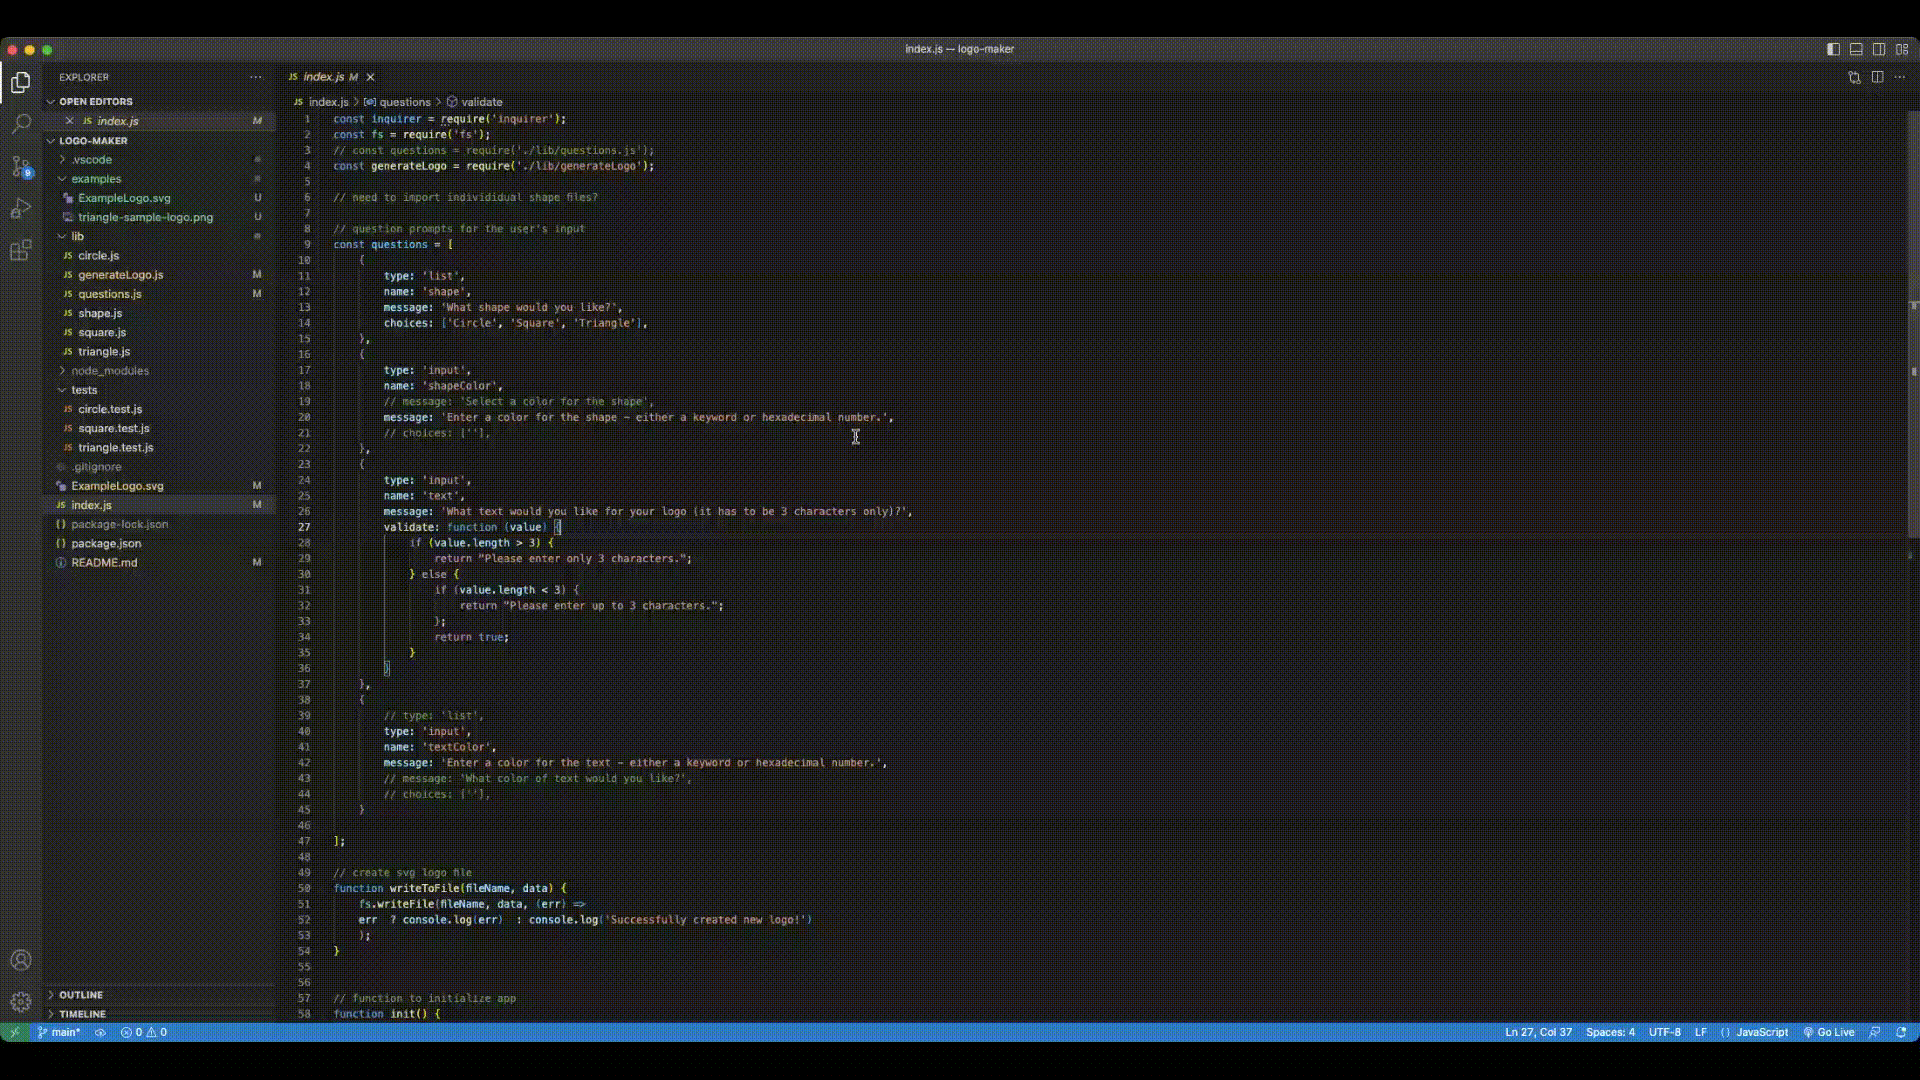 index.js — logo-maker
EXPLORER
OPEN EDITORS
JS index.js M
LOGO-MAKER
.vscode
examples
ExampleLogo.svg U
triangle-sample-logo.png U
lib
JS circle.js
JS generateLogo.js M
JS questions.js M
JS shape.js
JS square.js
JS triangle.js
node_modules
tests
JS circle.test.js
JS square.test.js
JS triangle.test.js
.gitignore
ExampleLogo.svg M
JS index.js M
{} package-lock.json
{} package.json
README.md M
OUTLINE
TIMELINE
JS index.js M
JS index.js > questions > validate
1 const inquirer = require('inquirer');
2 const fs = require('fs');
3 // const questions = require('./lib/questions.js');
4 const generateLogo = require('./lib/generateLogo');
5
6 // need to import individidual shape files?
7
8 // question prompts for the user's input
9 const questions = [
10 {
11 type: 'list',
12 name: 'shape',
13 message: 'What shape would you like?',
14 choices: ['Circle', 'Square', 'Triangle'],
15 },
16 {
17 type: 'input',
18 name: 'shapeColor',
19 // message: 'Select a color for the shape',
20 message: 'Enter a color for the shape - either a keyword or hexadecimal number.',
21 // choices: [''],
22 },
23 {
24 type: 'input',
25 name: 'text',
26 message: 'What text would you like for your logo (it has to be 3 characters only)?',
27 validate: function (value) {
28 if (value.length > 3) {
29 return "Please enter only 3 characters.";
30 } else {
31 if (value.length < 3) {
32 return "Please enter up to 3 characters.";
33 };
34 return true;
35 }
36 }
37 },
38 {
39 // type: 'list',
40 type: 'input',
41 name: 'textColor',
42 message: 'Enter a color for the text - either a keyword or hexadecimal number.',
43 // message: 'What color of text would you like?',
44 // choices: [''],
45 }
46
47 ];
48
49 // create svg logo file
50 function writeToFile(fileName, data) {
51 fs.writeFile(fileName, data, (err) =>
52 err ? console.log(err) : console.log('Successfully created new logo!')
53 );
54 }
55
56
57 // function to initialize app
58 function init() {
main* 0 0 Ln 27, Col 37 Spaces: 4 UTF-8 LF {} JavaScript Go Live